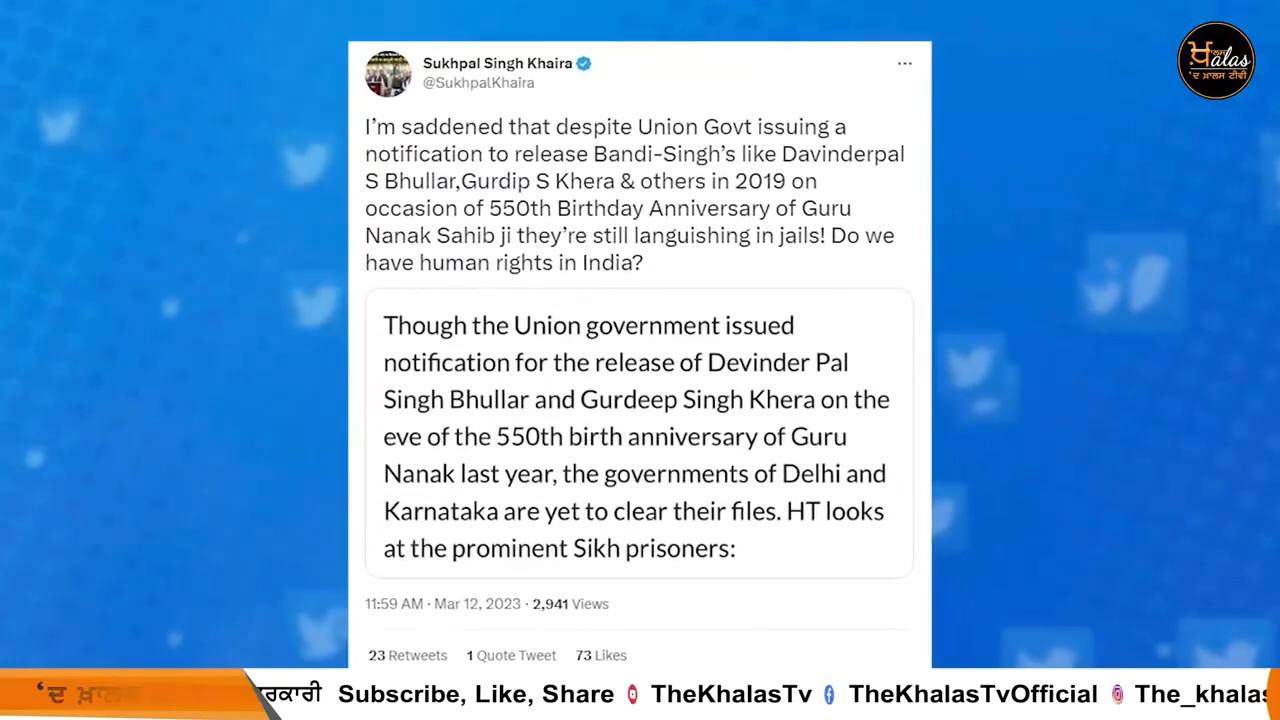 Sukhpal Singh Khaira
@SukhpalKhaira
I'm saddened that despite Union Govt issuing a
notification to release Bandi-Singh's like Davinderpal
S Bhullar,Gurdip S Khera & others in 2019 on
occasion of 550th Birthday Anniversary of Guru
Nanak Sahib ji they're still languishing in jails! Do we
have human rights in India?
Though the Union government issued
notification for the release of Devinder Pal
Singh Bhullar and Gurdeep Singh Khera on the
eve of the 550th birth anniversary of Guru
Nanak last year, the governments of Delhi and
Karnataka are yet to clear their files. HT looks
at the prominent Sikh prisoners:
11:59 AM · Mar 12, 2023 · 2,941 Views
23 Retweets 1 Quote Tweet 73 Likes
ਖ਼ਾਲਸ alas
'ਦ ਖ਼ਾਲਸ ਟੀਵੀ
'ਦ ਖ਼ਾਲਸ ਰਕਾਰੀ Subscribe, Like, Share TheKhalasTv TheKhalasTvOfficial The_khalas